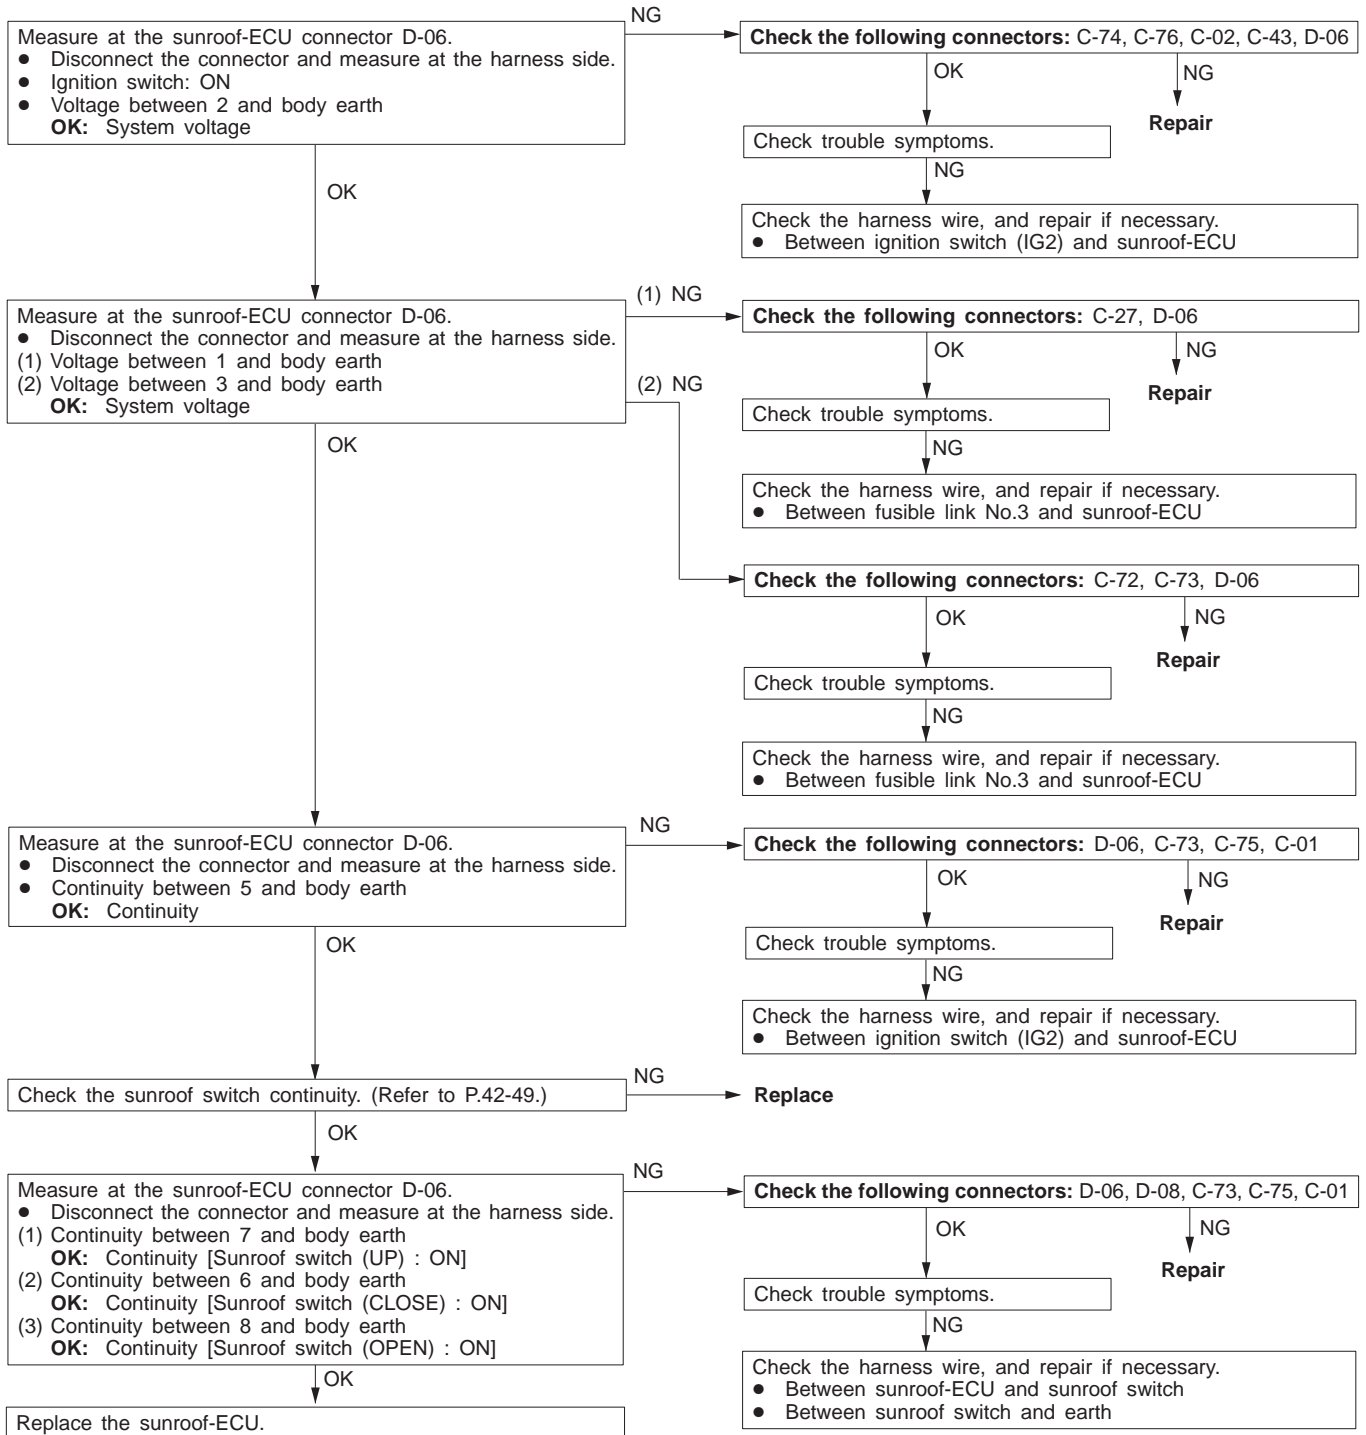 NG
Measure at the sunroof-ECU connector D-06.
● Disconnect the connector and measure at the harness side.
● Ignition switch: ON
● Voltage between 2 and body earth
OK: System voltage
Check the following connectors: C-74, C-76, C-02, C-43, D-06
OK
NG
Repair
Check trouble symptoms.
NG
Check the harness wire, and repair if necessary.
● Between ignition switch (IG2) and sunroof-ECU
OK
Measure at the sunroof-ECU connector D-06.
● Disconnect the connector and measure at the harness side.
(1) Voltage between 1 and body earth
(2) Voltage between 3 and body earth
OK: System voltage
(1) NG
Check the following connectors: C-27, D-06
OK
NG
Repair
Check trouble symptoms.
NG
Check the harness wire, and repair if necessary.
● Between fusible link No.3 and sunroof-ECU
(2) NG
Check the following connectors: C-72, C-73, D-06
OK
NG
Repair
Check trouble symptoms.
NG
Check the harness wire, and repair if necessary.
● Between fusible link No.3 and sunroof-ECU
OK
Measure at the sunroof-ECU connector D-06.
● Disconnect the connector and measure at the harness side.
● Continuity between 5 and body earth
OK: Continuity
NG
Check the following connectors: D-06, C-73, C-75, C-01
OK
NG
Repair
Check trouble symptoms.
NG
Check the harness wire, and repair if necessary.
● Between ignition switch (IG2) and sunroof-ECU
OK
Check the sunroof switch continuity. (Refer to P.42-49.)
NG
Replace
OK
Measure at the sunroof-ECU connector D-06.
● Disconnect the connector and measure at the harness side.
(1) Continuity between 7 and body earth
OK: Continuity [Sunroof switch (UP) : ON]
(2) Continuity between 6 and body earth
OK: Continuity [Sunroof switch (CLOSE) : ON]
(3) Continuity between 8 and body earth
OK: Continuity [Sunroof switch (OPEN) : ON]
NG
Check the following connectors: D-06, D-08, C-73, C-75, C-01
OK
NG
Repair
Check trouble symptoms.
NG
Check the harness wire, and repair if necessary.
● Between sunroof-ECU and sunroof switch
● Between sunroof switch and earth
OK
Replace the sunroof-ECU.